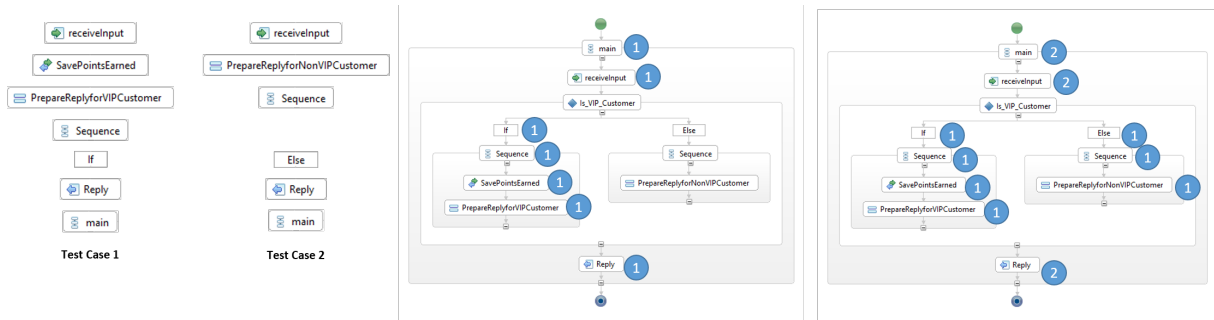 receiveInput
SavePointsEarned
PrepareReplyforVIPCustomer
Sequence
If
Reply
main
Test Case 1
receiveInput
PrepareReplyforNonVIPCustomer
Sequence
Else
Reply
main
Test Case 2
main 1
receiveInput 1
Is_VIP_Customer
If 1 Else
Sequence 1 Sequence
SavePointsEarned 1 PrepareReplyforNonVIPCustomer
PrepareReplyforVIPCustomer 1
Reply 1
main 2
receiveInput 2
Is_VIP_Customer
If 1 Else 1
Sequence 1 Sequence 1
SavePointsEarned 1 PrepareReplyforNonVIPCustomer 1
PrepareReplyforVIPCustomer 1
Reply 2